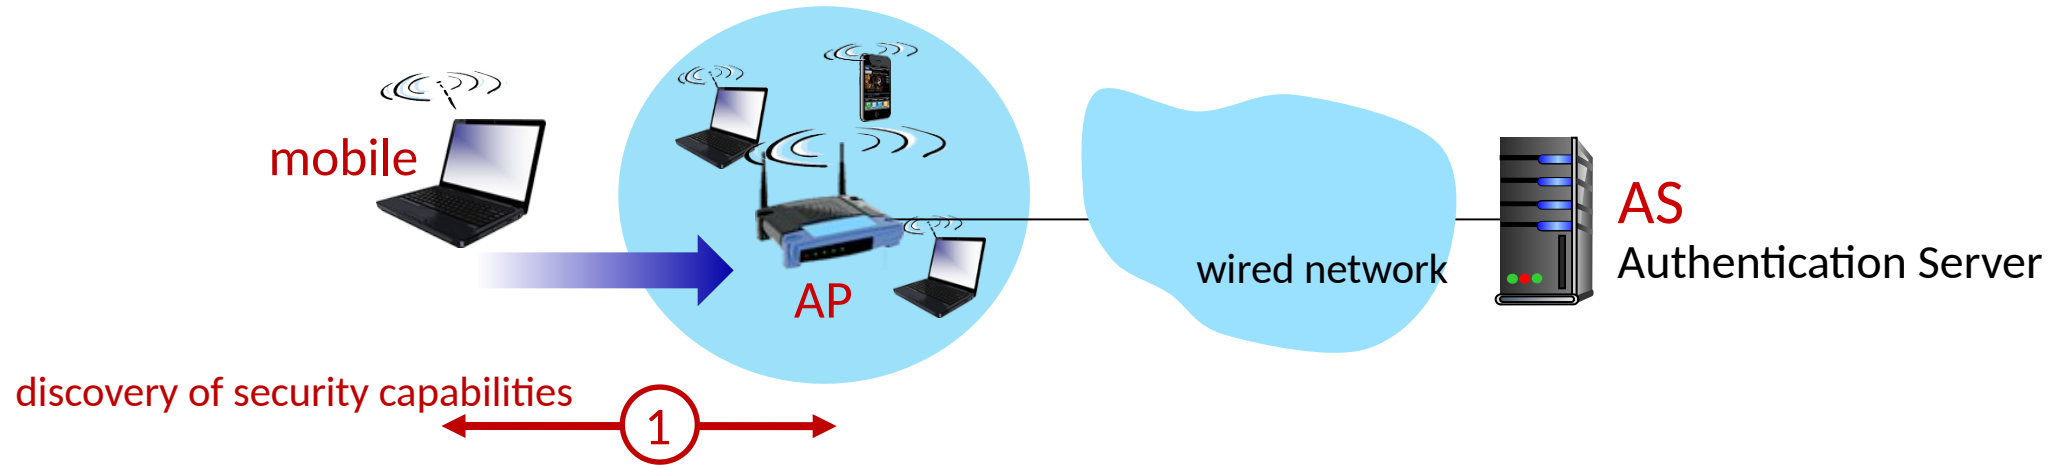 mobile
AP
wired network
AS
Authentication Server
discovery of security capabilities
1